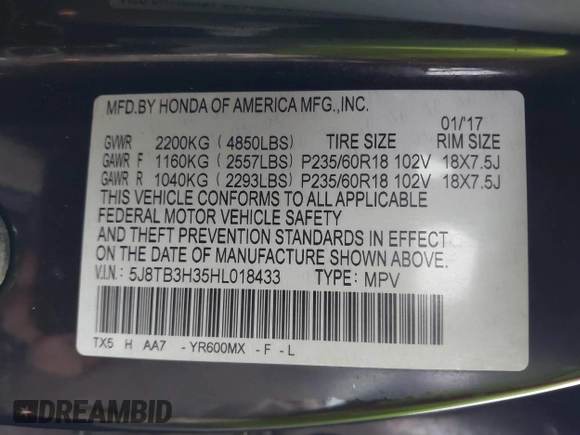 MFD.BY HONDA OF AMERICA MFG.,INC.
01/'17
GVWR 2200KG (4850LBS) TIRE SIZE RIM SIZE
GAWR F 1160KG (2557LBS) P235/60R18 102V 18X7.5J
GAWR R 1040KG (2293LBS) P235/60R18 102V 18X7.5J
THIS VEHICLE CONFORMS TO ALL APPLICABLE
FEDERAL MOTOR VEHICLE SAFETY
AND THEFT PREVENTION STANDARDS IN EFFECT
ON THE DATE OF MANUFACTURE SHOWN ABOVE.
V.I.N.: 5J8TB3H35HL018433 TYPE: MPV
TX5 H AA7 -YR600MX -F -L
DREAMBID